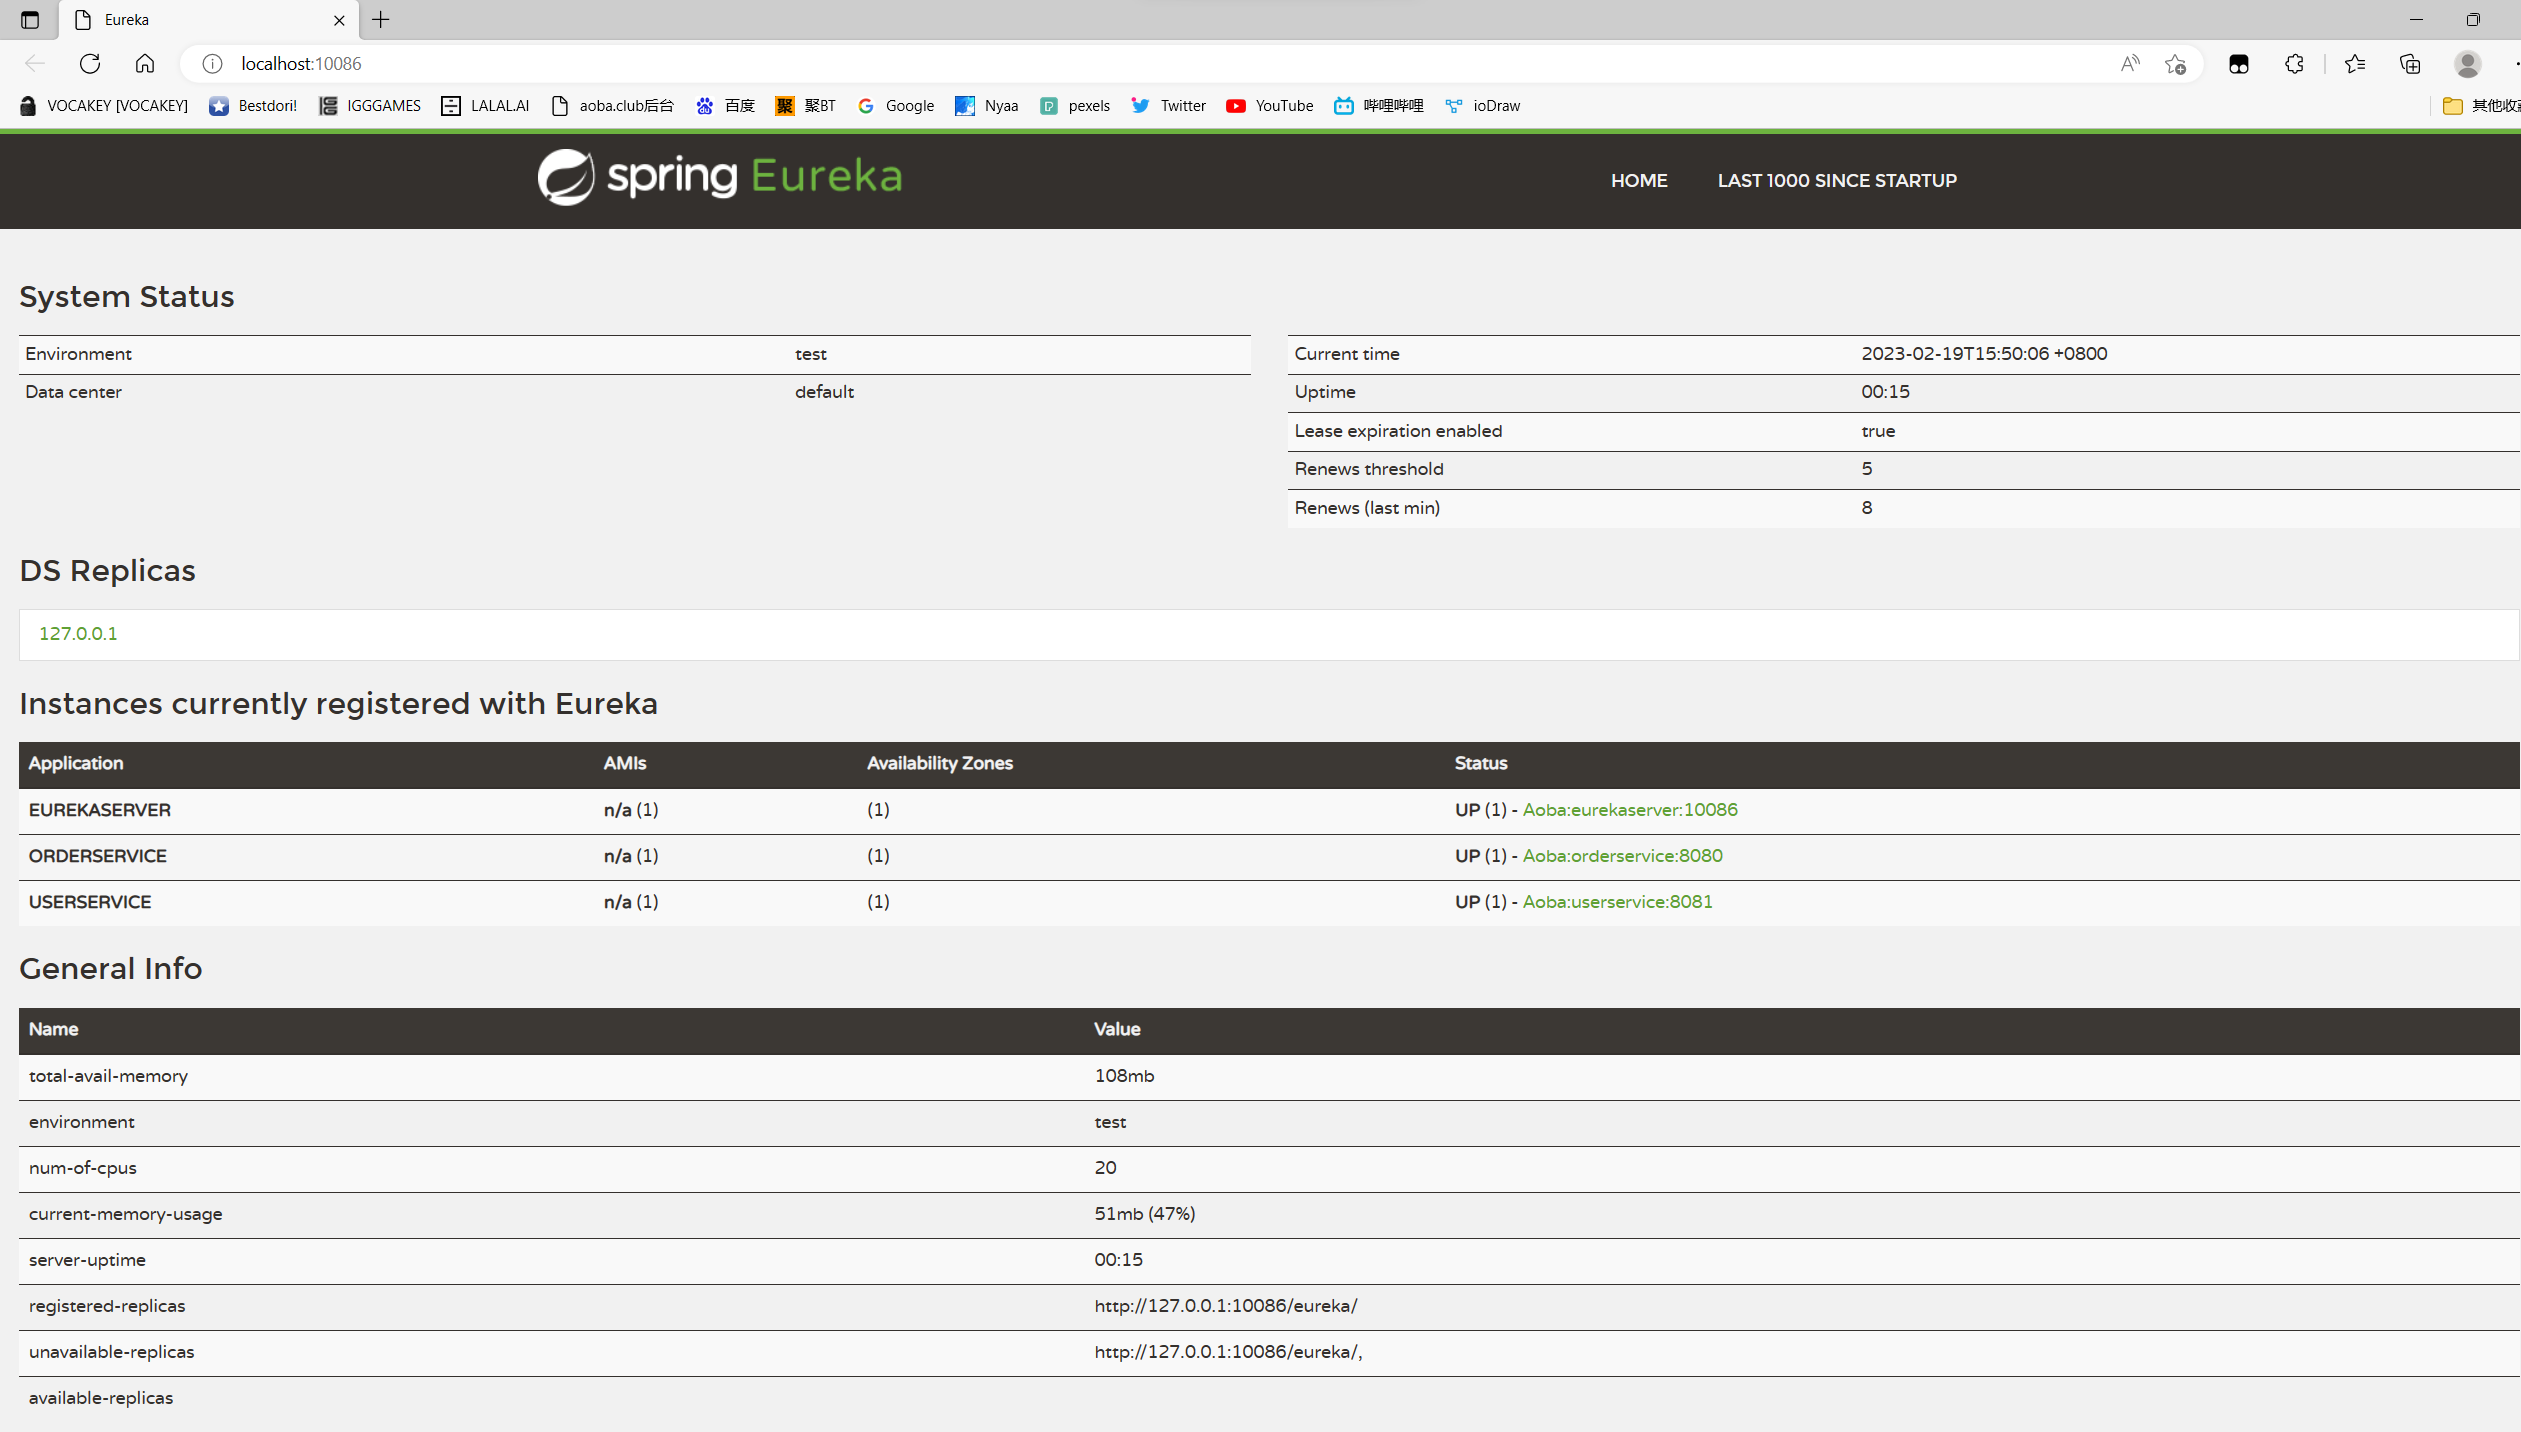 Eureka
localhost:10086
VOCAKEY [VOCAKEY] Bestdori! IGGGAMES LALAL.AI aoba.club后台 百度 聚BT Google Nyaa pexels Twitter YouTube 哔哩哔哩 ioDraw 其他收
spring Eureka HOME LAST 1000 SINCE STARTUP
System Status
Environment test Current time 2023-02-19T15:50:06 +0800
Data center default Uptime 00:15
Lease expiration enabled true
Renews threshold 5
Renews (last min) 8
DS Replicas
127.0.0.1
Instances currently registered with Eureka
Application AMIs Availability Zones Status
EUREKASERVER n/a (1) (1) UP (1) - Aoba:eurekaserver:10086
ORDERSERVICE n/a (1) (1) UP (1) - Aoba:orderservice:8080
USERSERVICE n/a (1) (1) UP (1) - Aoba:userservice:8081
General Info
Name Value
total-avail-memory 108mb
environment test
num-of-cpus 20
current-memory-usage 51mb (47%)
server-uptime 00:15
registered-replicas http://127.0.0.1:10086/eureka/
unavailable-replicas http://127.0.0.1:10086/eureka/,
available-replicas